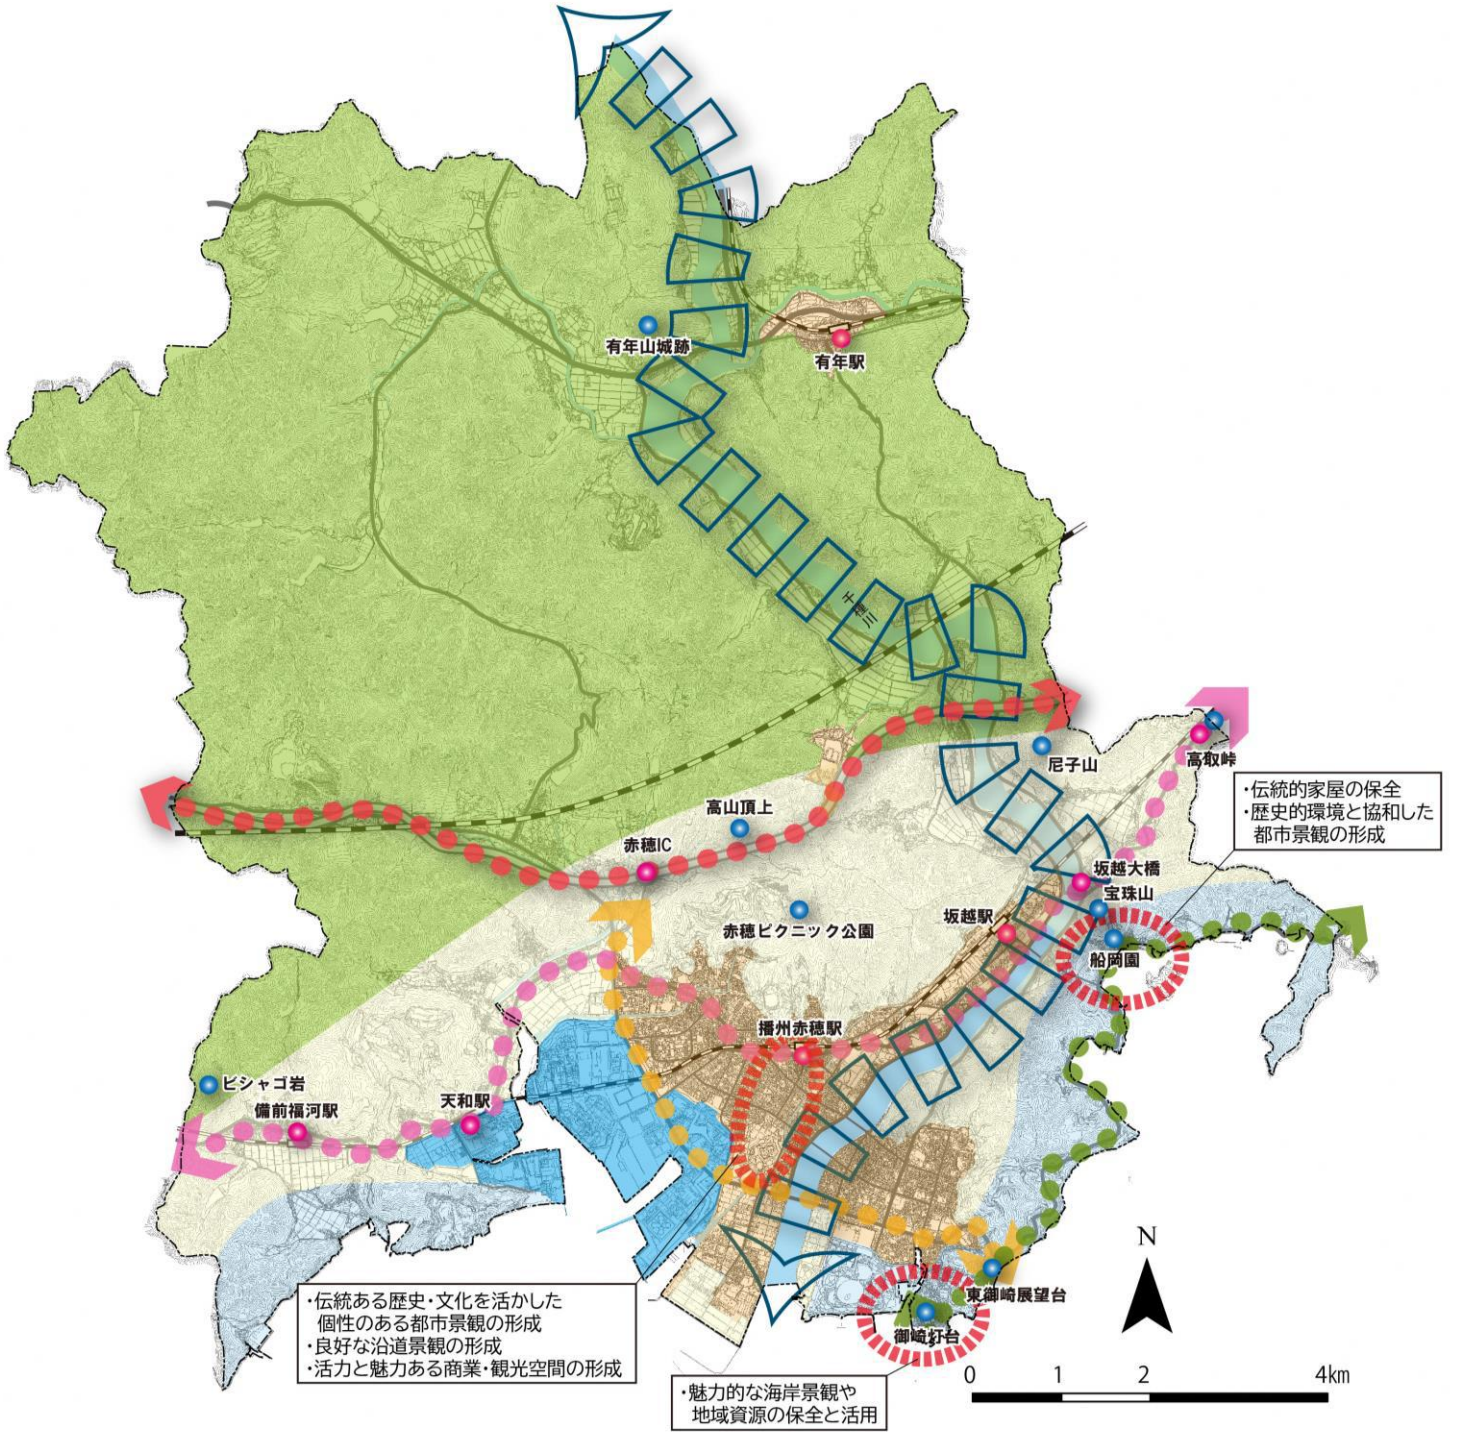 有年山城跡
有年駅
千種川
尼子山
高取峠
・伝統的家屋の保全
・歴史的環境と協和した
都市景観の形成
高山頂上
赤穂IC
坂越大橋
宝珠山
坂越駅
赤穂ピクニック公園
船岡園
播州赤穂駅
ビシャゴ岩
備前福河駅
天和駅
N
東御崎展望台
御崎灯台
・伝統ある歴史・文化を活かした
個性のある都市景観の形成
・良好な沿道景観の形成
・活力と魅力ある商業・観光空間の形成
・魅力的な海岸景観や
地域資源の保全と活用
0 1 2 4km